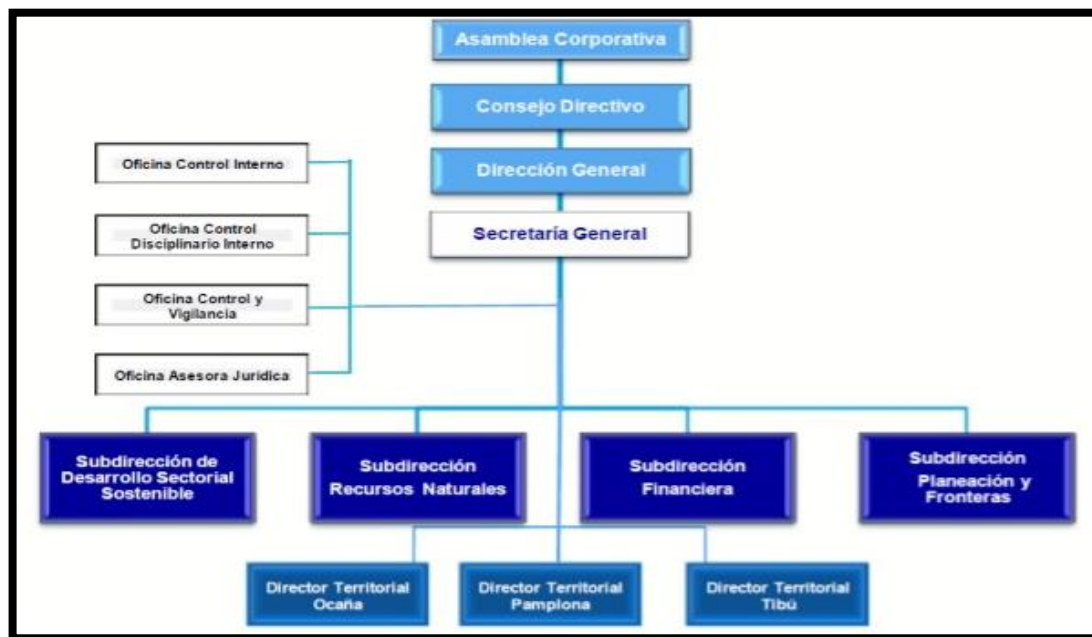 Asamblea Corporativa
Consejo Directivo
Dirección General
Secretaría General
Oficina Control Interno
Oficina Control
Disciplinario Interno
Oficina Control y
Vigilancia
Oficina Asesora Jurídica
Subdirección de
Desarrollo Sectorial
Sostenible
Subdirección
Recursos Naturales
Subdirección
Financiera
Subdirección
Planeación y
Fronteras
Director Territorial
Ocaña
Director Territorial
Pamplona
Director Territorial
Tibú